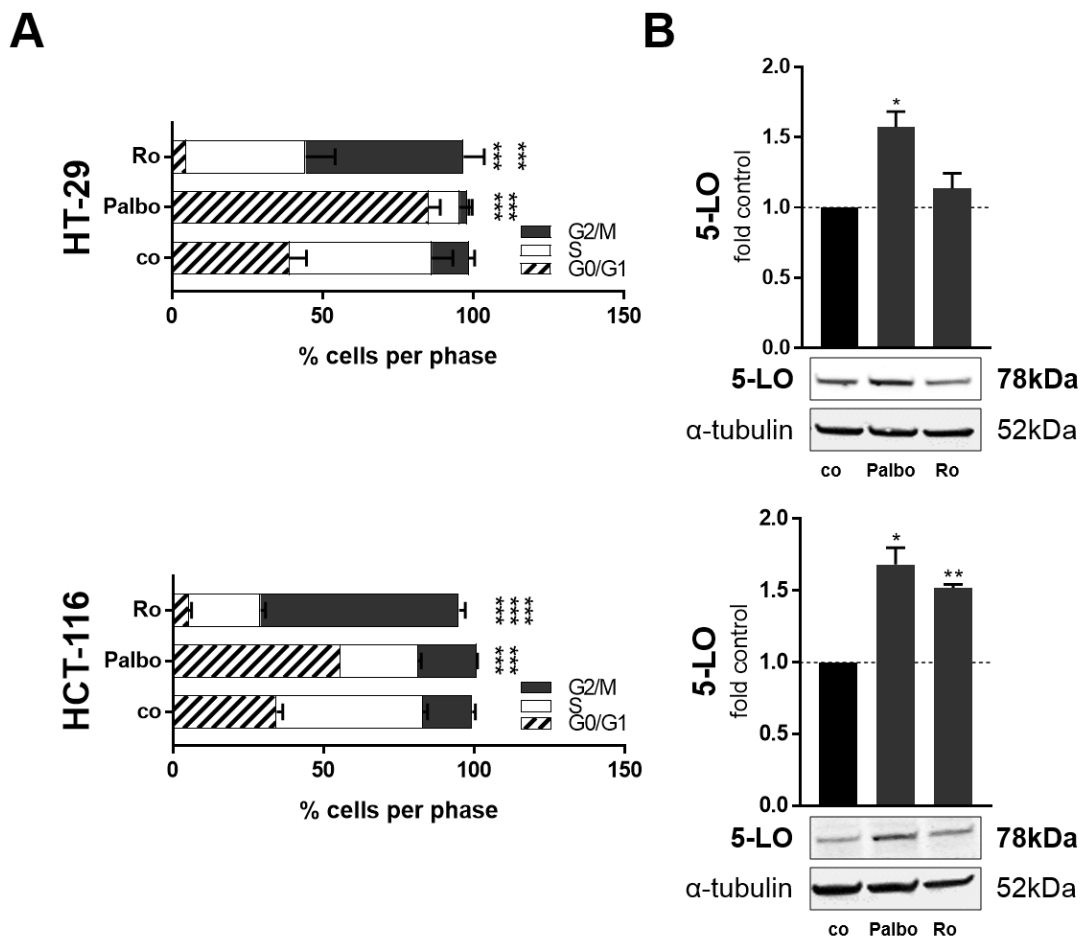 A
HT-29
Ro
Palbo
co
*** ***
*** ***
G2/M
S
G0/G1
0 50 100 150
% cells per phase
HCT-116
Ro
Palbo
co
*** *** ***
*** ***
G2/M
S
G0/G1
0 50 100 150
% cells per phase
B
5-LO
fold control
2.0
1.5
1.0
0.5
0.0
*
5-LO 78kDa
α-tubulin 52kDa
co Palbo Ro
5-LO
fold control
2.0
1.5
1.0
0.5
0.0
*
**
5-LO 78kDa
α-tubulin 52kDa
co Palbo Ro